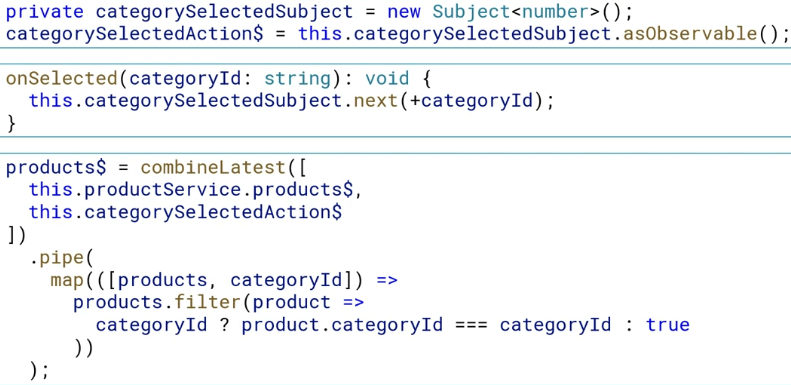 private categorySelectedSubject = new Subject<number>();
categorySelectedAction$ = this.categorySelectedSubject.asObservable();
onSelected(categoryId: string): void {
  this.categorySelectedSubject.next(+categoryId);
}
products$ = combineLatest([
  this.productService.products$,
  this.categorySelectedAction$
])
  .pipe(
    map(([products, categoryId]) =>
      products.filter(product =>
        categoryId ? product.categoryId === categoryId : true
      ))
  );